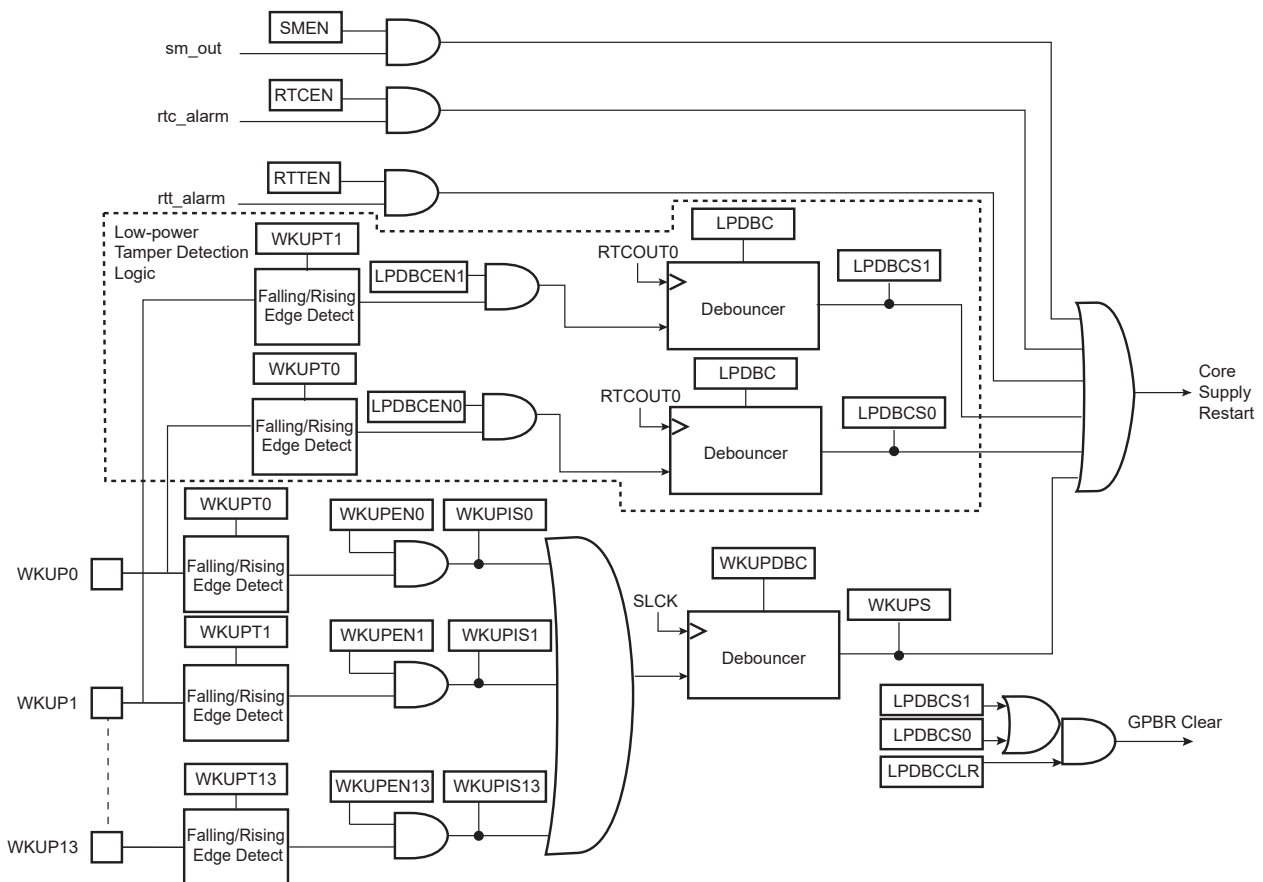 SMEN
sm_out
RTCEN
rtc_alarm
RTTEN
rtt_alarm
Low-power
Tamper Detection
Logic
WKUPT1
Falling/Rising
Edge Detect
LPDBCEN1
RTCOUT0
LPDBC
Debouncer
LPDBCS1
WKUPT0
Falling/Rising
Edge Detect
LPDBCEN0
RTCOUT0
LPDBC
Debouncer
LPDBCS0
Core
Supply
Restart
WKUP0
WKUPT0
Falling/Rising
Edge Detect
WKUPEN0
WKUPIS0
WKUP1
WKUPT1
Falling/Rising
Edge Detect
WKUPEN1
WKUPIS1
SLCK
WKUPDBC
Debouncer
WKUPS
WKUP13
WKUPT13
Falling/Rising
Edge Detect
WKUPEN13
WKUPIS13
LPDBCS1
LPDBCS0
LPDBCCLR
GPBR Clear